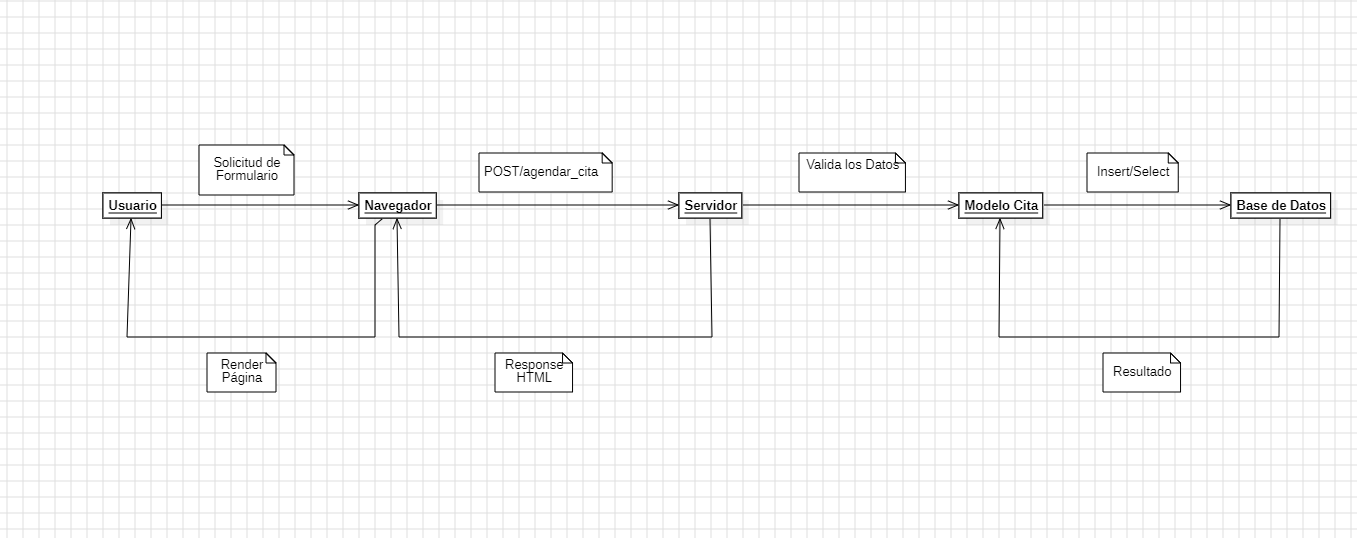 Solicitud de
Formulario
POST/agendar_cita
Valida los Datos
Insert/Select
Usuario
Navegador
Servidor
Modelo Cita
Base de Datos
Render
Página
Response
HTML
Resultado